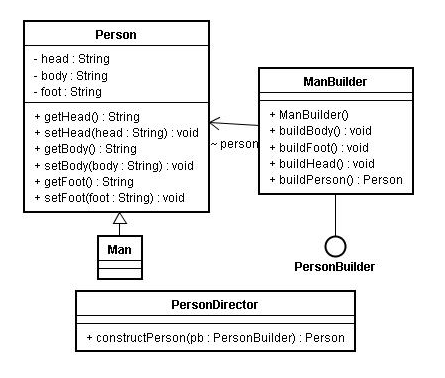 Person
- head : String
- body : String
- foot : String
+ getHead() : String
+ setHead(head : String) : void
+ getBody() : String
+ setBody(body : String) : void
+ getFoot() : String
+ setFoot(foot : String) : void
ManBuilder
+ ManBuilder()
+ buildBody() : void
+ buildFoot() : void
+ buildHead() : void
+ buildPerson() : Person
~ person
Man
PersonBuilder
PersonDirector
+ constructPerson(pb : PersonBuilder) : Person